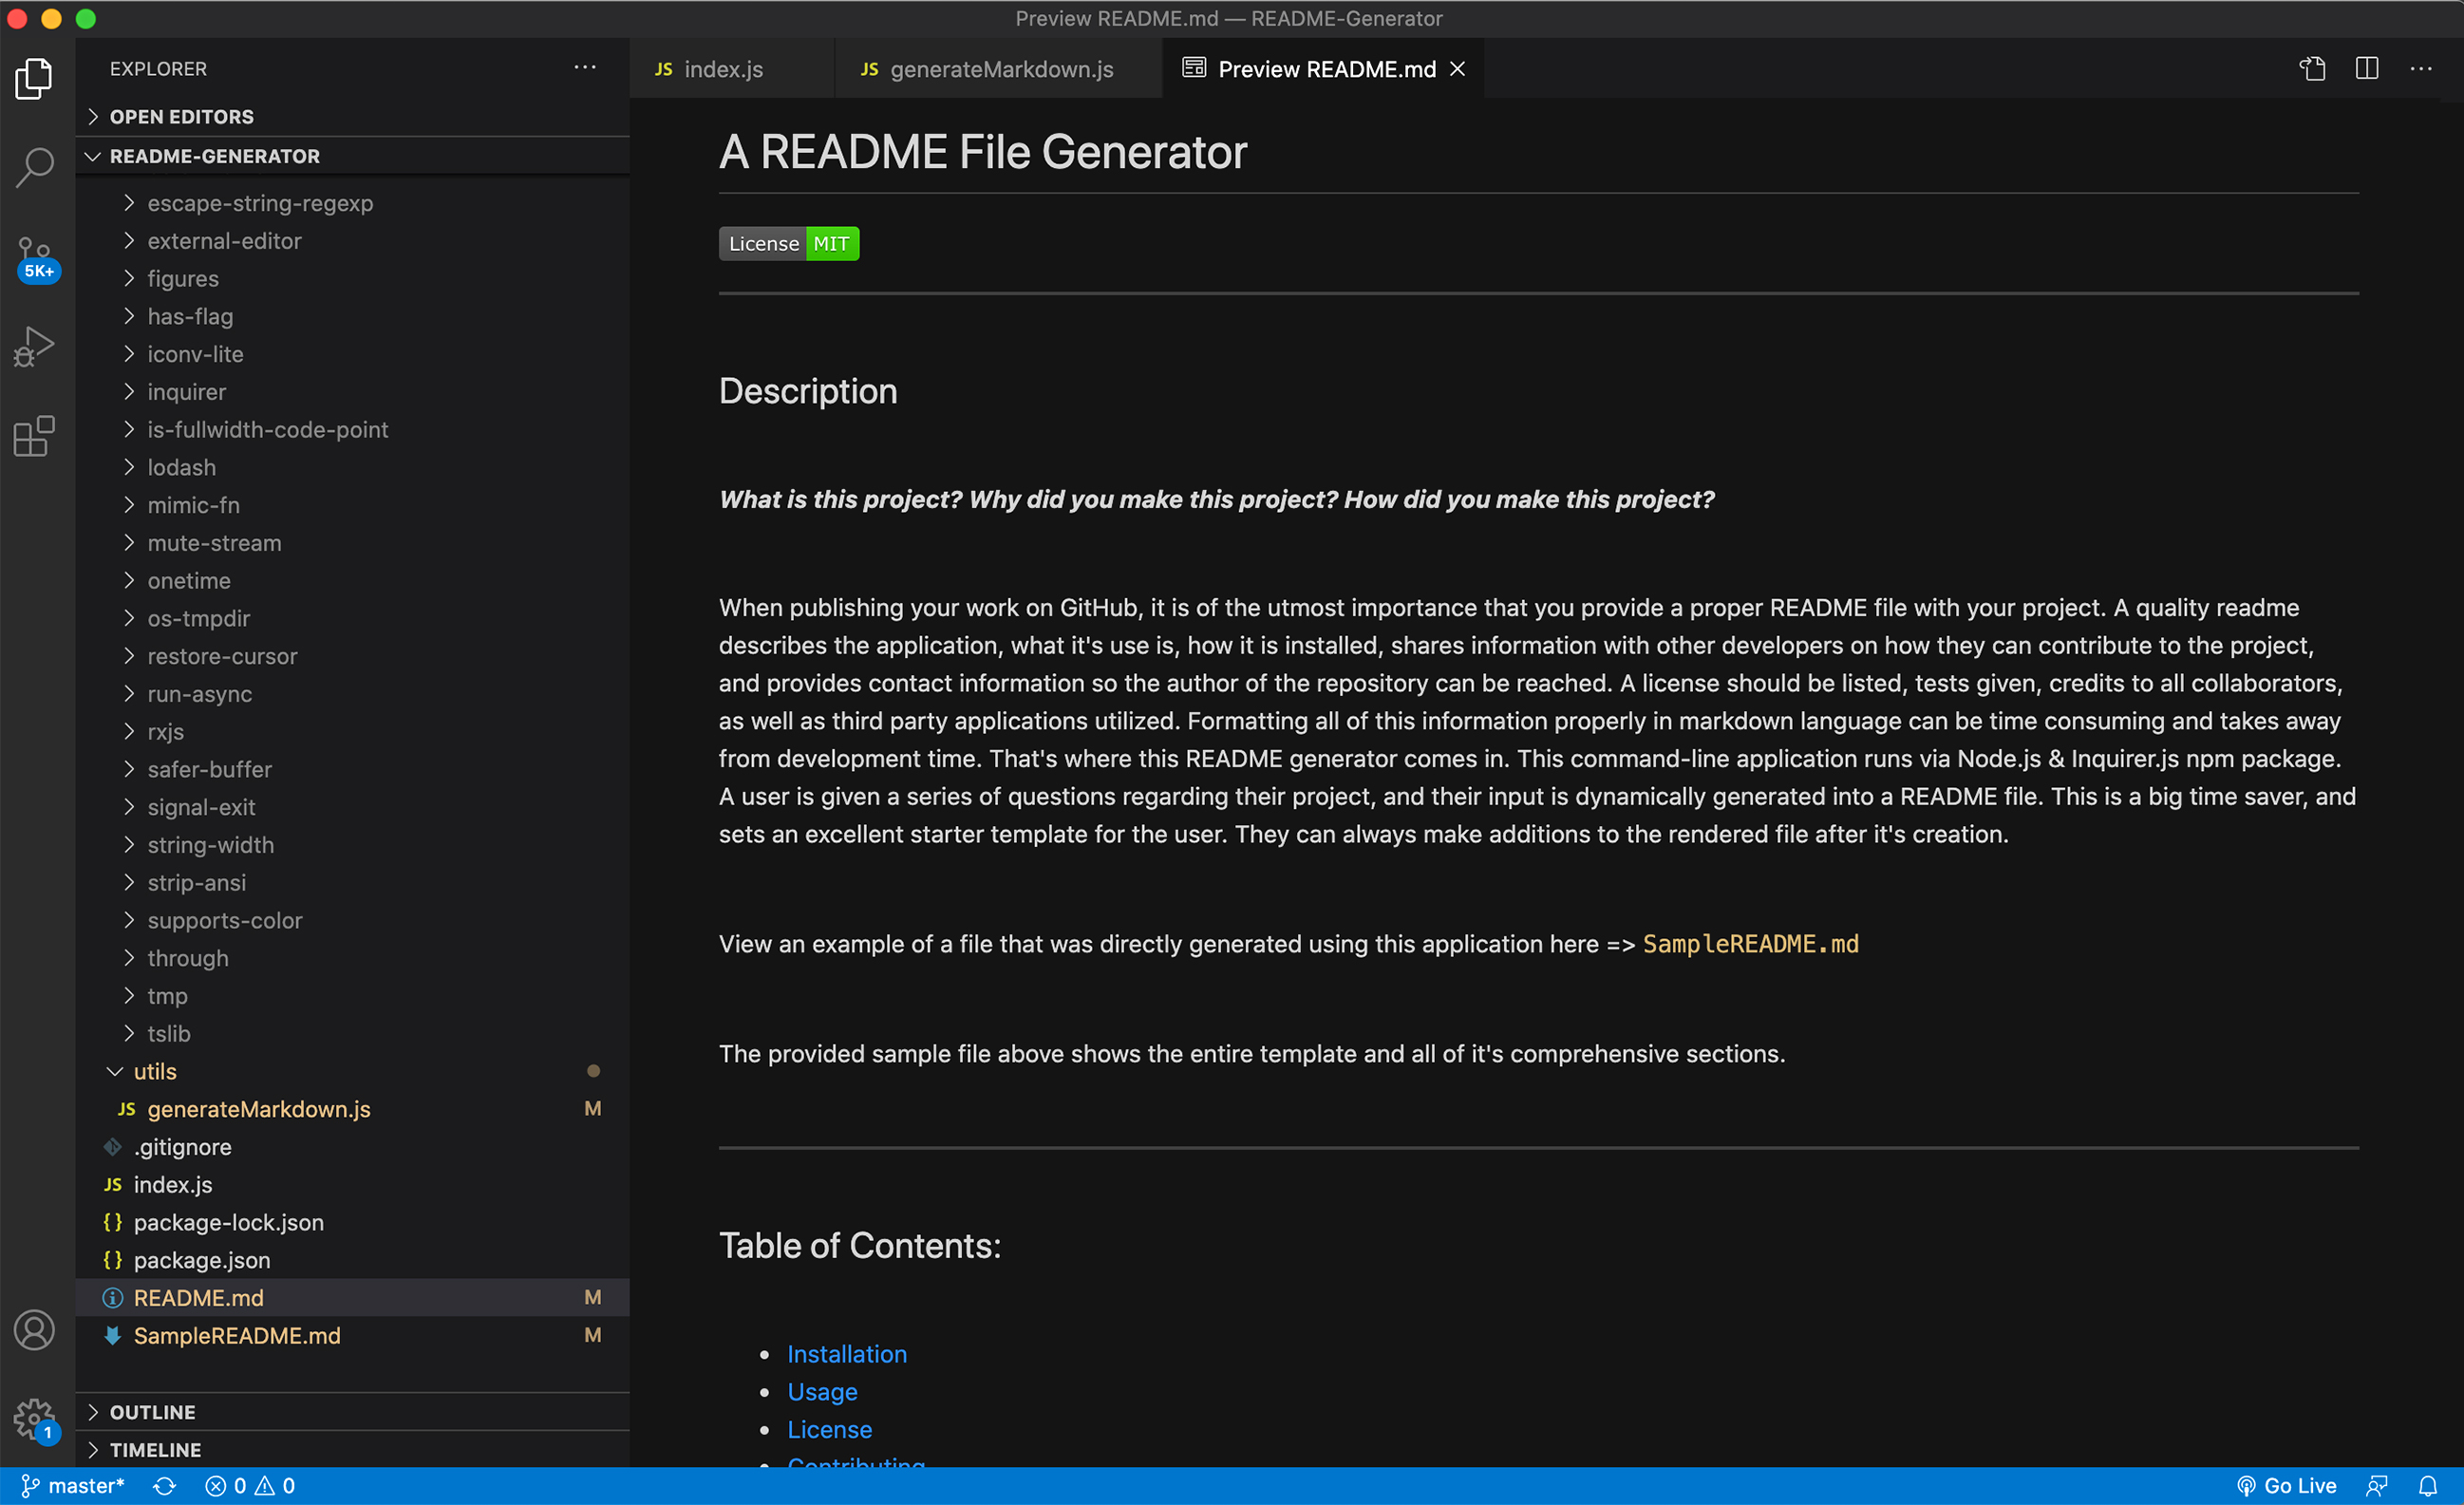 Preview README.md — README-Generator
EXPLORER
OPEN EDITORS
README-GENERATOR
escape-string-regexp
external-editor
figures
has-flag
iconv-lite
inquirer
is-fullwidth-code-point
lodash
mimic-fn
mute-stream
onetime
os-tmpdir
restore-cursor
run-async
rxjs
safer-buffer
signal-exit
string-width
strip-ansi
supports-color
through
tmp
tslib
utils
JS generateMarkdown.js M
.gitignore
JS index.js
{} package-lock.json
{} package.json
README.md M
SampleREADME.md M
OUTLINE
TIMELINE
5K+
1
JS index.js
JS generateMarkdown.js
Preview README.md
A README File Generator
License MIT
Description
What is this project? Why did you make this project? How did you make this project?
When publishing your work on GitHub, it is of the utmost importance that you provide a proper README file with your project. A quality readme
describes the application, what it's use is, how it is installed, shares information with other developers on how they can contribute to the project,
and provides contact information so the author of the repository can be reached. A license should be listed, tests given, credits to all collaborators,
as well as third party applications utilized. Formatting all of this information properly in markdown language can be time consuming and takes away
from development time. That's where this README generator comes in. This command-line application runs via Node.js & Inquirer.js npm package.
A user is given a series of questions regarding their project, and their input is dynamically generated into a README file. This is a big time saver, and
sets an excellent starter template for the user. They can always make additions to the rendered file after it's creation.
View an example of a file that was directly generated using this application here => SampleREADME.md
The provided sample file above shows the entire template and all of it's comprehensive sections.
Table of Contents:
Installation
Usage
License
Contributing
master* 0 0
Go Live